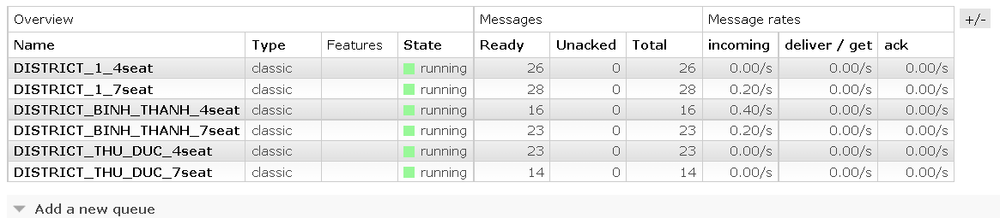 Overview Messages Message rates +/-
Name Type Features State Ready Unacked Total incoming deliver / get ack
DISTRICT_1_4seat classic running 26 0 26 0.00/s 0.00/s 0.00/s
DISTRICT_1_7seat classic running 28 0 28 0.20/s 0.00/s 0.00/s
DISTRICT_BINH_THANH_4seat classic running 16 0 16 0.40/s 0.00/s 0.00/s
DISTRICT_BINH_THANH_7seat classic running 23 0 23 0.20/s 0.00/s 0.00/s
DISTRICT_THU_DUC_4seat classic running 23 0 23 0.00/s 0.00/s 0.00/s
DISTRICT_THU_DUC_7seat classic running 14 0 14 0.00/s 0.00/s 0.00/s
Add a new queue